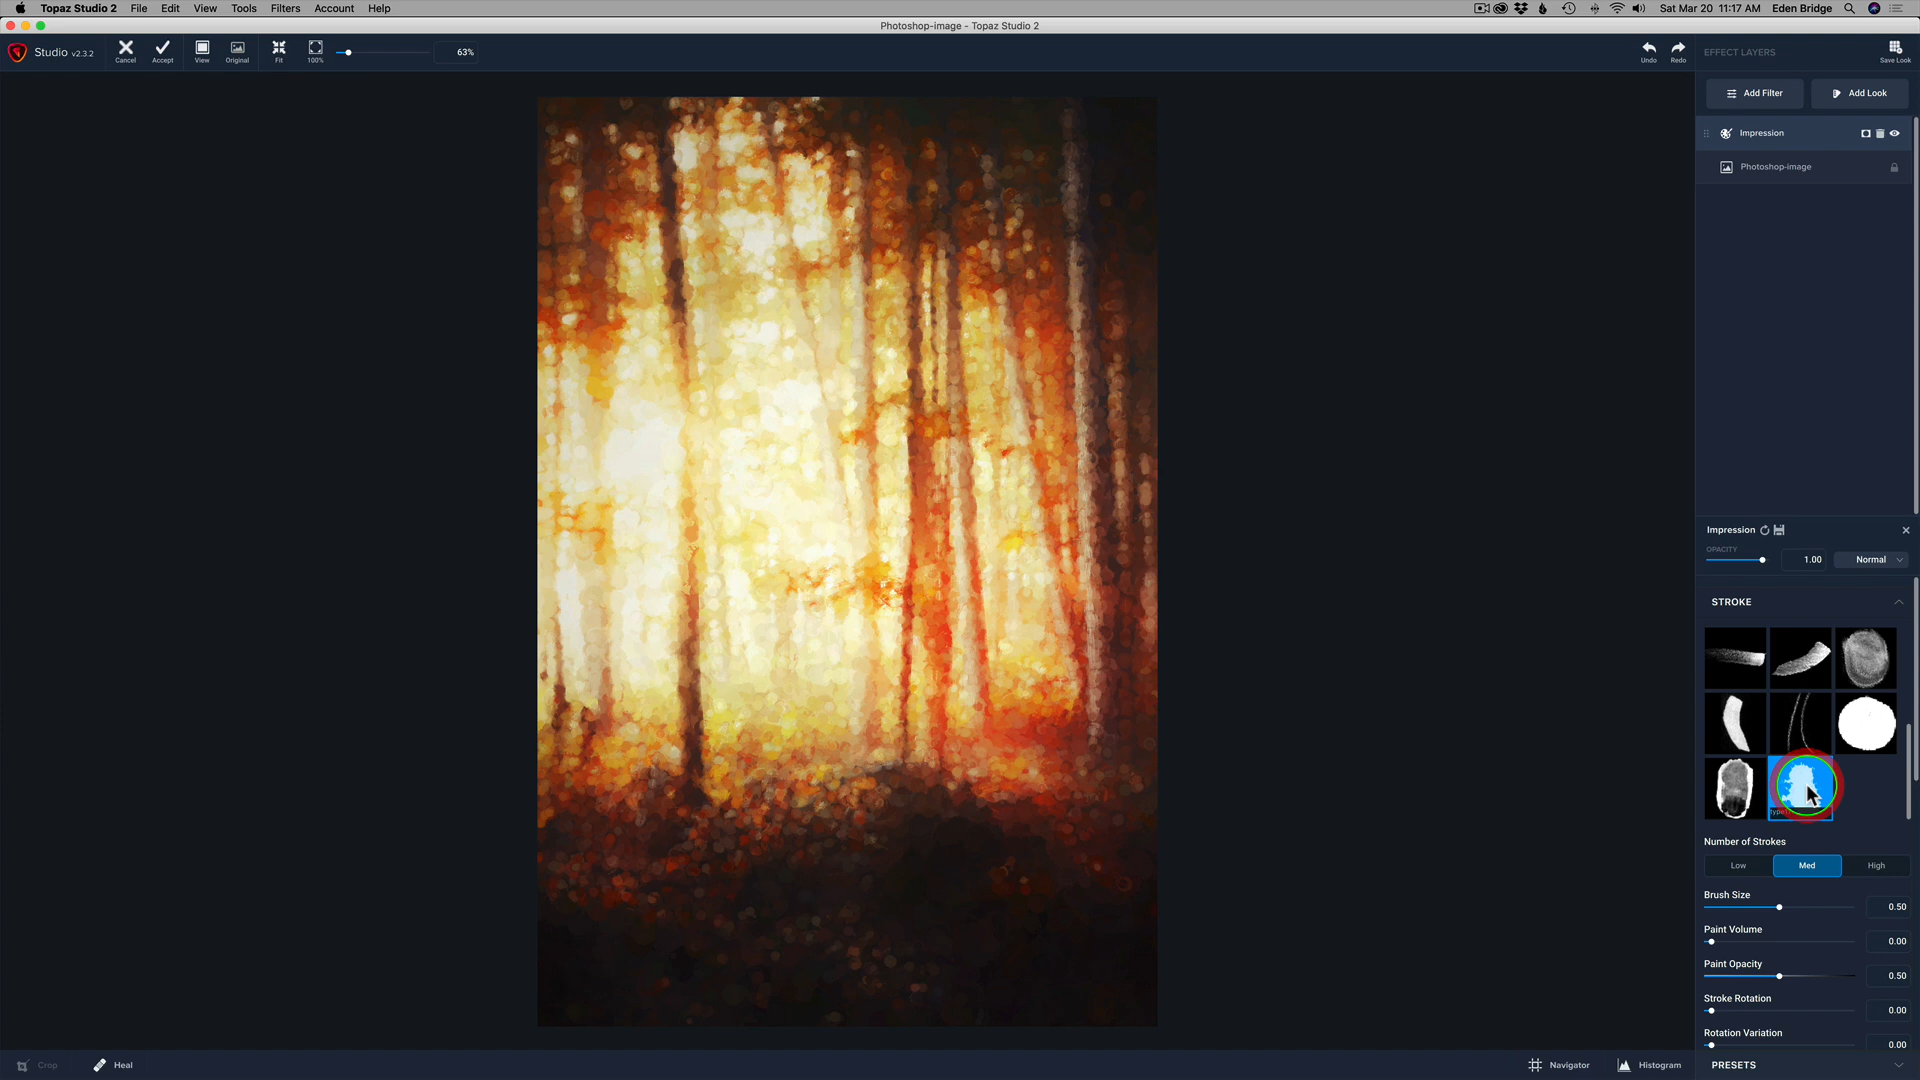 Topaz Studio 2 File Edit View Tools Filters Account Help
Sat Mar 20 11:17 AM Eden Bridge
Photoshop-image - Topaz Studio 2
Studio v2.3.2
Cancel Accept View Original Fit 100% 63% Undo Redo
EFFECT LAYERS
Save Look
Add Filter Add Look
Impression
Photoshop-image
Impression
OPACITY
1.00 Normal
STROKE
Number of Strokes
Low Med High
Brush Size
0.50
Paint Volume
0.00
Paint Opacity
0.50
Stroke Rotation
0.00
Rotation Variation
0.00
Crop Heal Navigator Histogram PRESETS